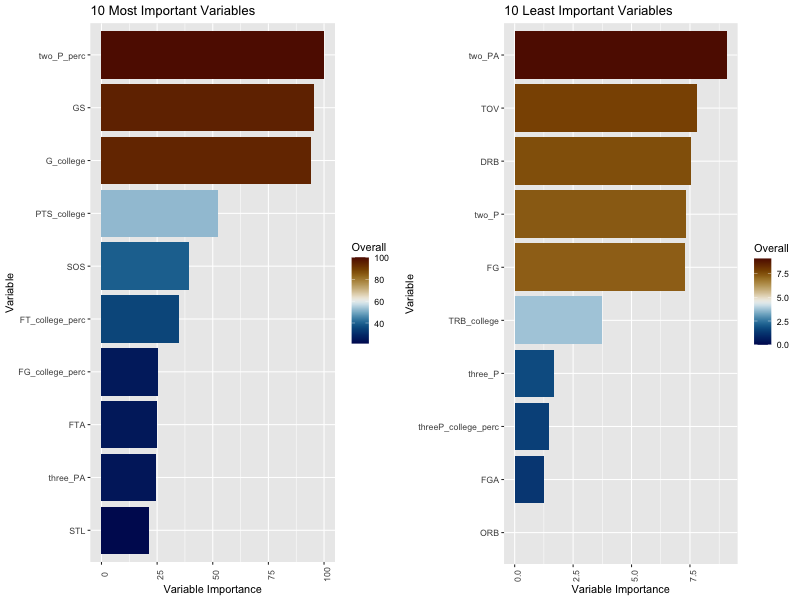 10 Most Important Variables
two_P_perc
GS
G_college
PTS_college
SOS
FT_college_perc
FG_college_perc
FTA
three_PA
STL
Variable
0
25
50
75
100
Variable Importance
Overall
100
80
60
40
10 Least Important Variables
two_PA
TOV
DRB
two_P
FG
TRB_college
three_P
threeP_college_perc
FGA
ORB
Variable
0.0
2.5
5.0
7.5
Variable Importance
Overall
7.5
5.0
2.5
0.0